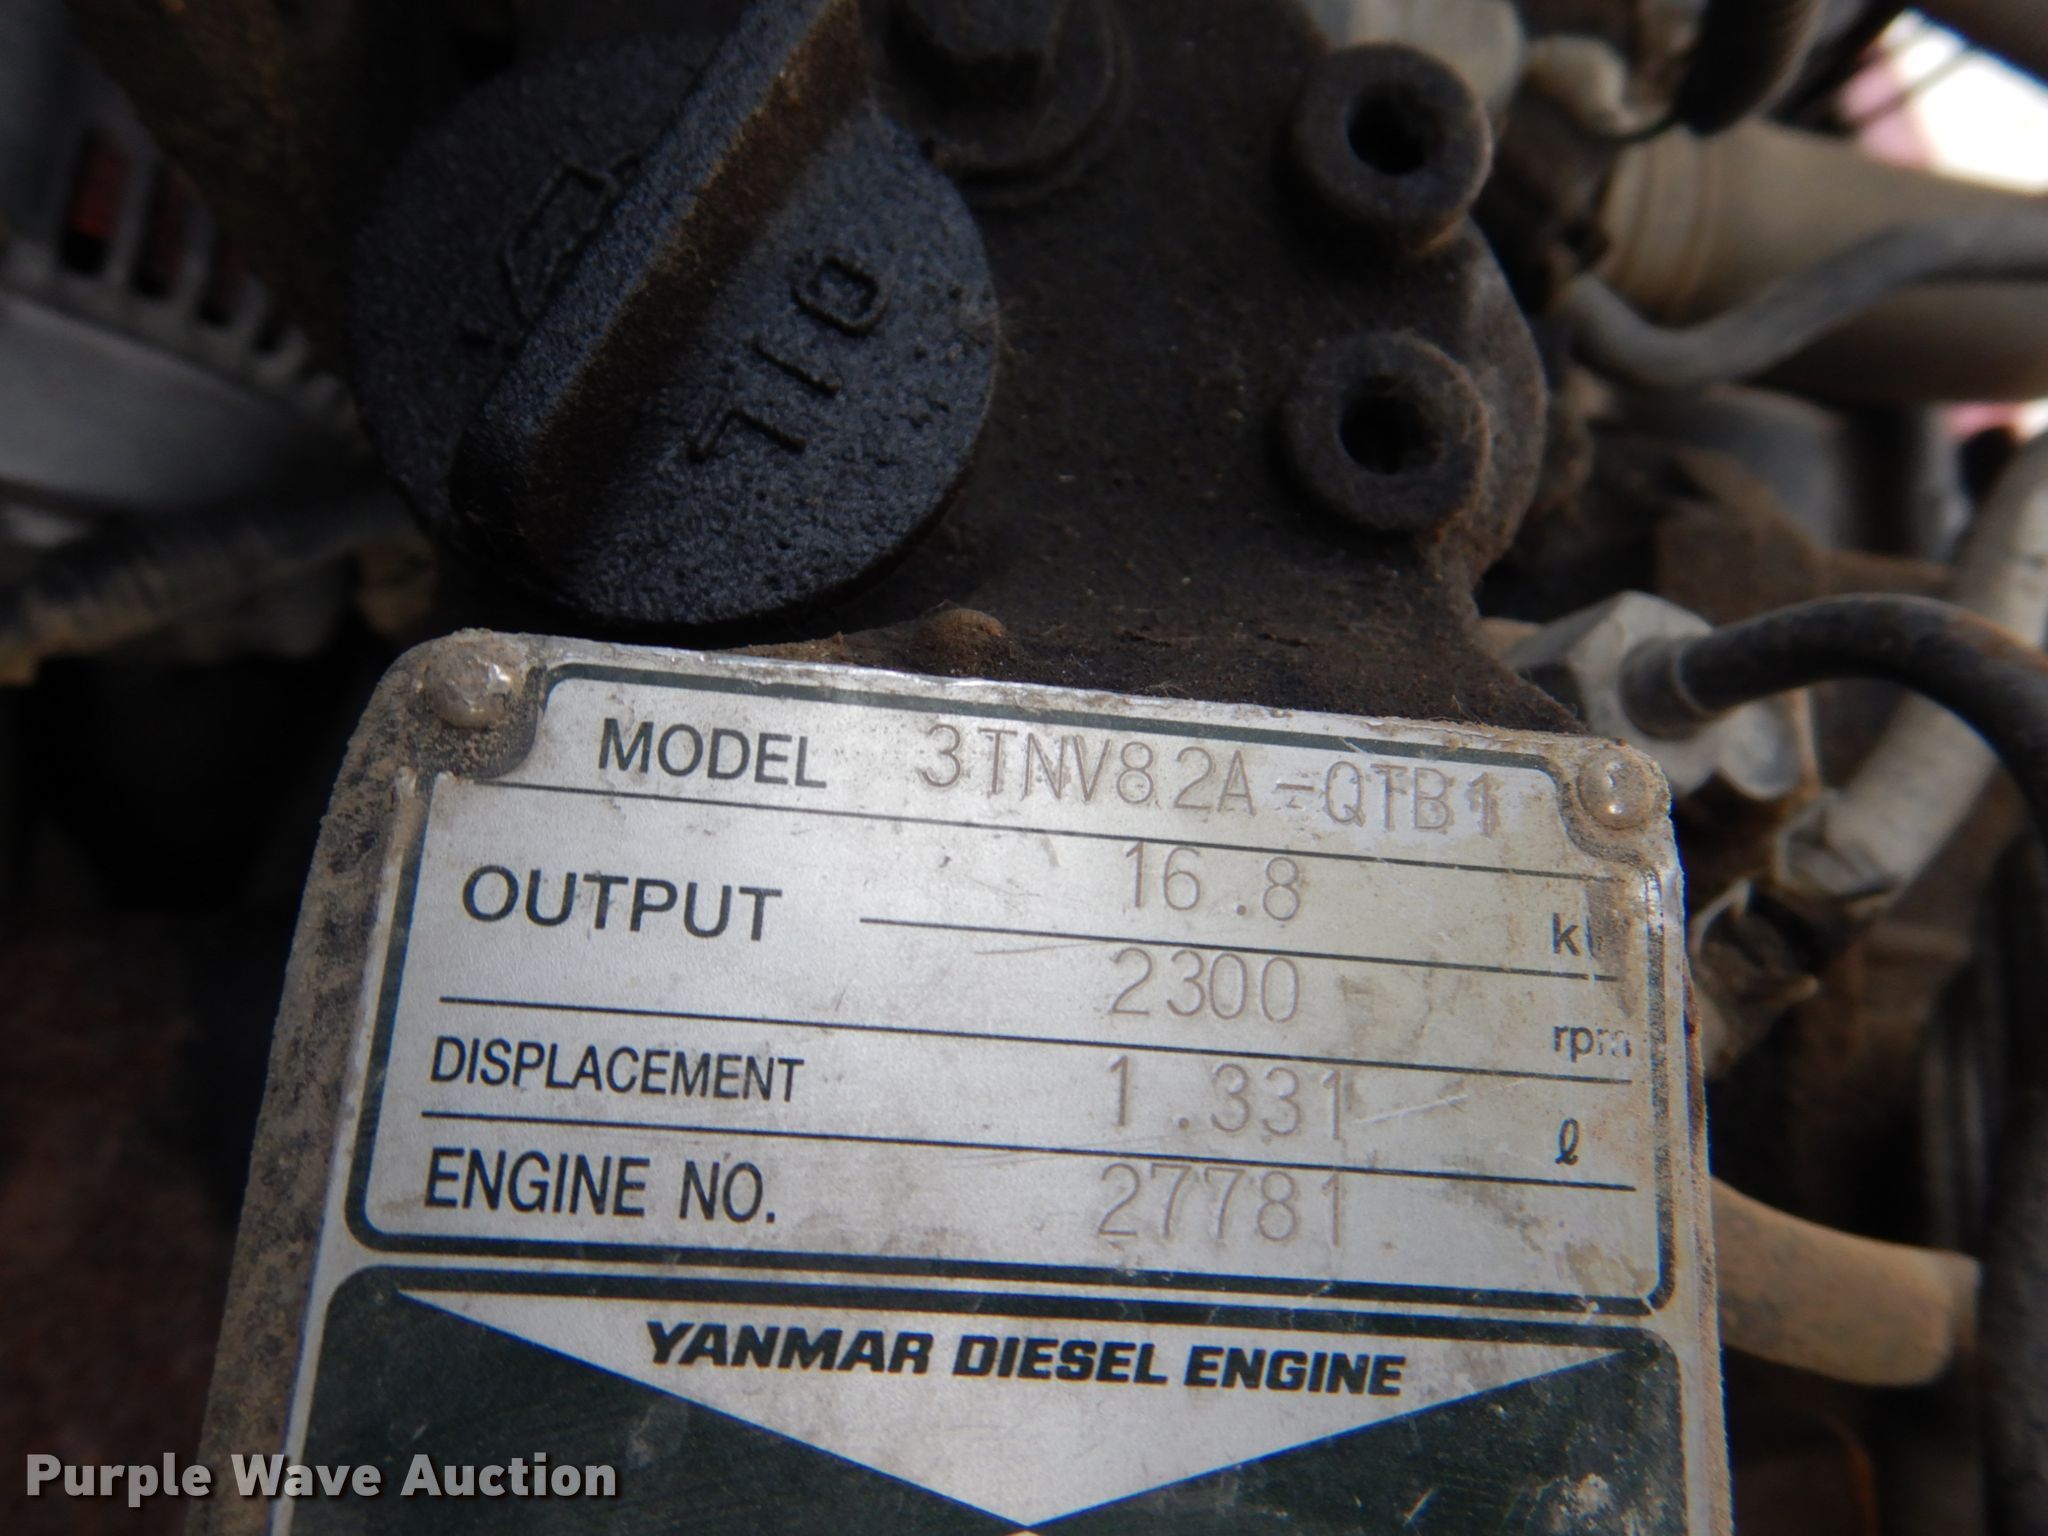 OIL
MODEL 3TNV82A-QTB1
OUTPUT 16.8
2300 rpm
DISPLACEMENT 1.331 ℓ
ENGINE NO. 27781
YANMAR DIESEL ENGINE
Purple Wave Auction